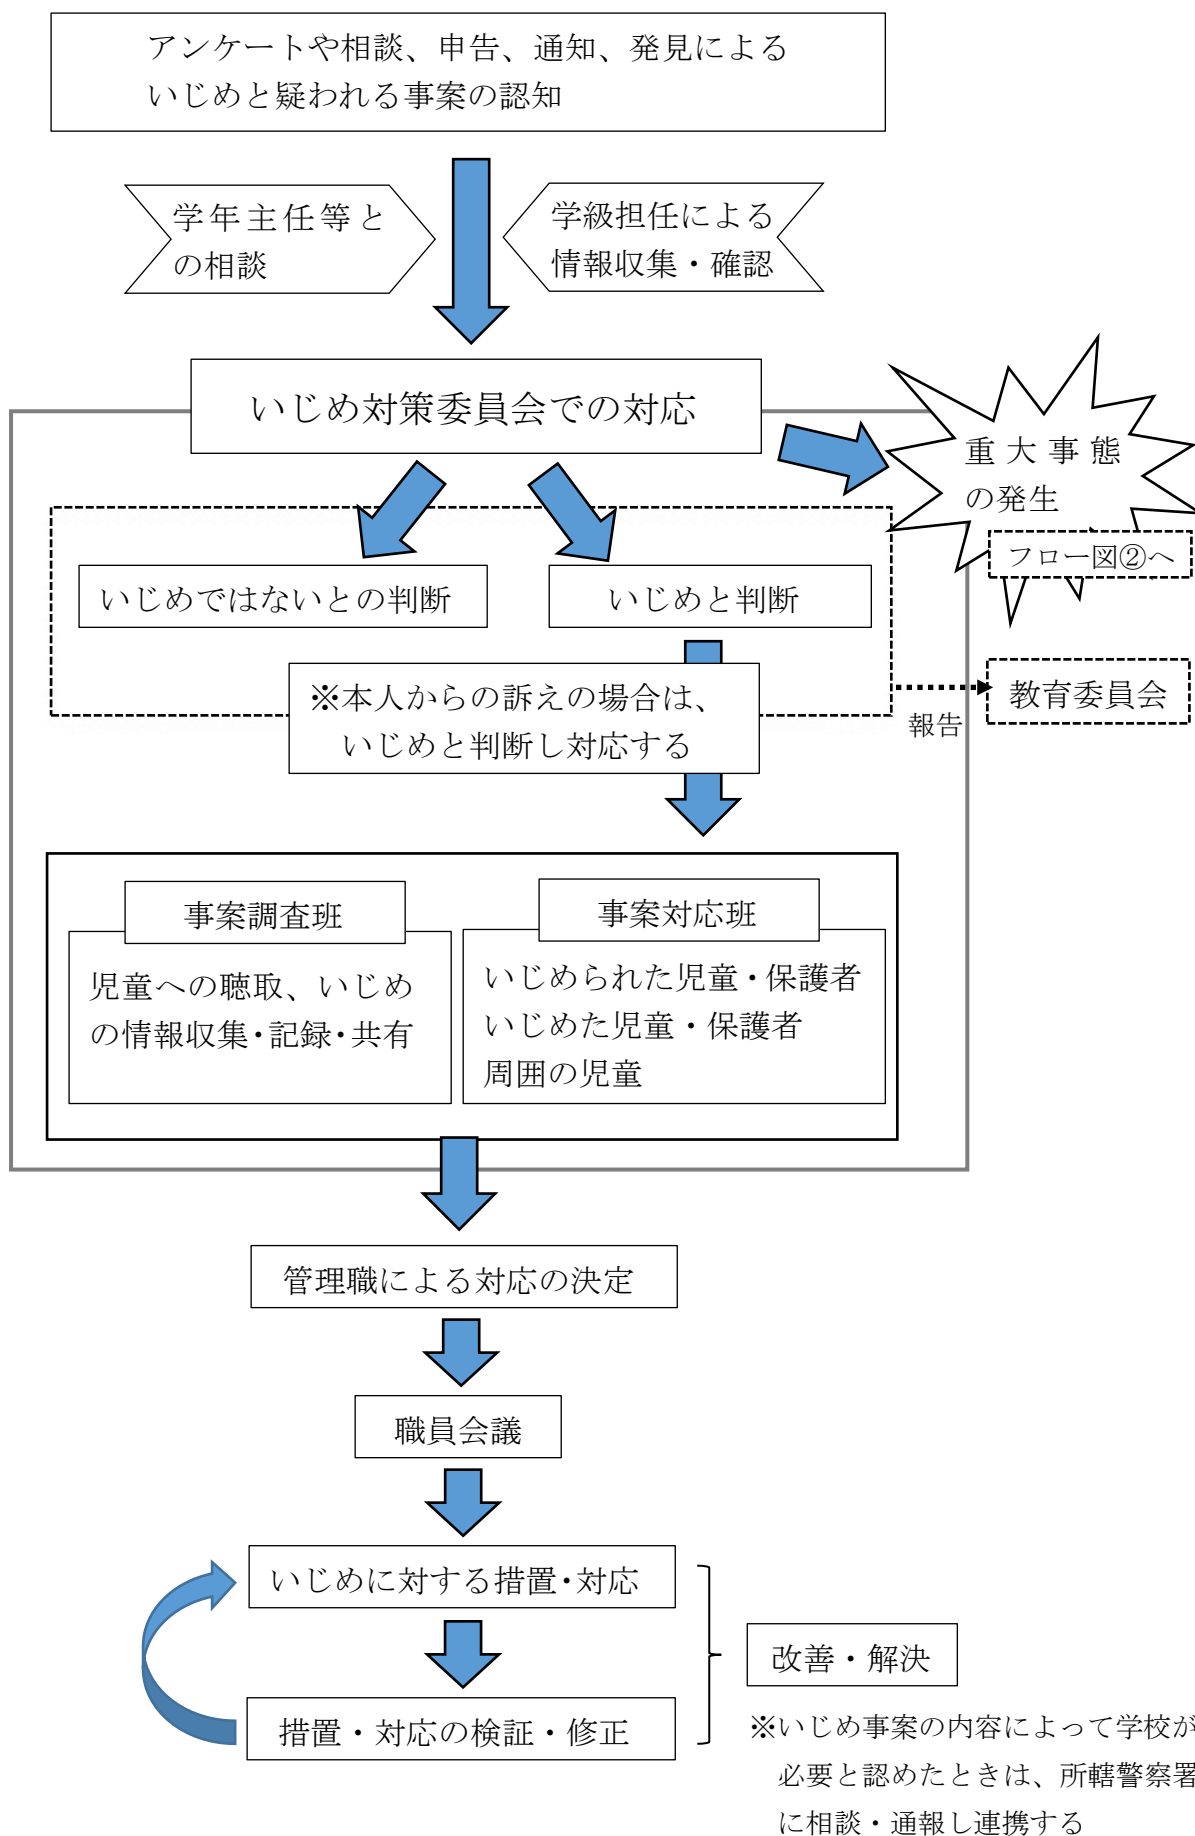 アンケートや相談、申告、通知、発見による
いじめと疑われる事案の認知
学年主任等と
の相談
学級担任による
情報収集・確認
いじめ対策委員会での対応
重大事態
の発生
フロー図②へ
いじめではないとの判断
いじめと判断
※本人からの訴えの場合は、
いじめと判断し対応する
報告
教育委員会
事案調査班
児童への聴取、いじめ
の情報収集・記録・共有
事案対応班
いじめられた児童・保護者
いじめた児童・保護者
周囲の児童
管理職による対応の決定
職員会議
いじめに対する措置・対応
措置・対応の検証・修正
改善・解決
※いじめ事案の内容によって学校が
必要と認めたときは、所轄警察署
に相談・通報し連携する